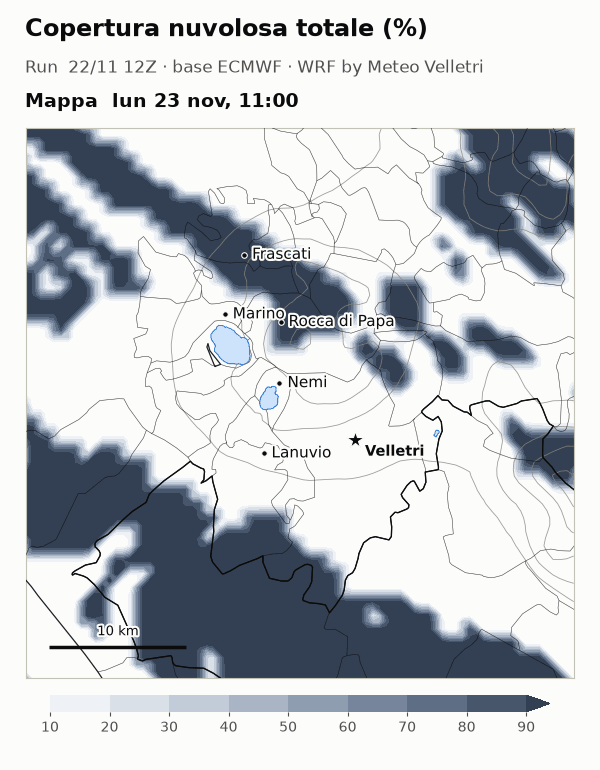 Copertura nuvolosa totale (%)
Run  22/11 12Z · base ECMWF · WRF by Meteo Velletri
Mappa  lun 23 nov, 11:00
Frascati
Marino
Rocca di Papa
Nemi
Velletri
Lanuvio
10 km
10 20 30 40 50 60 70 80 90